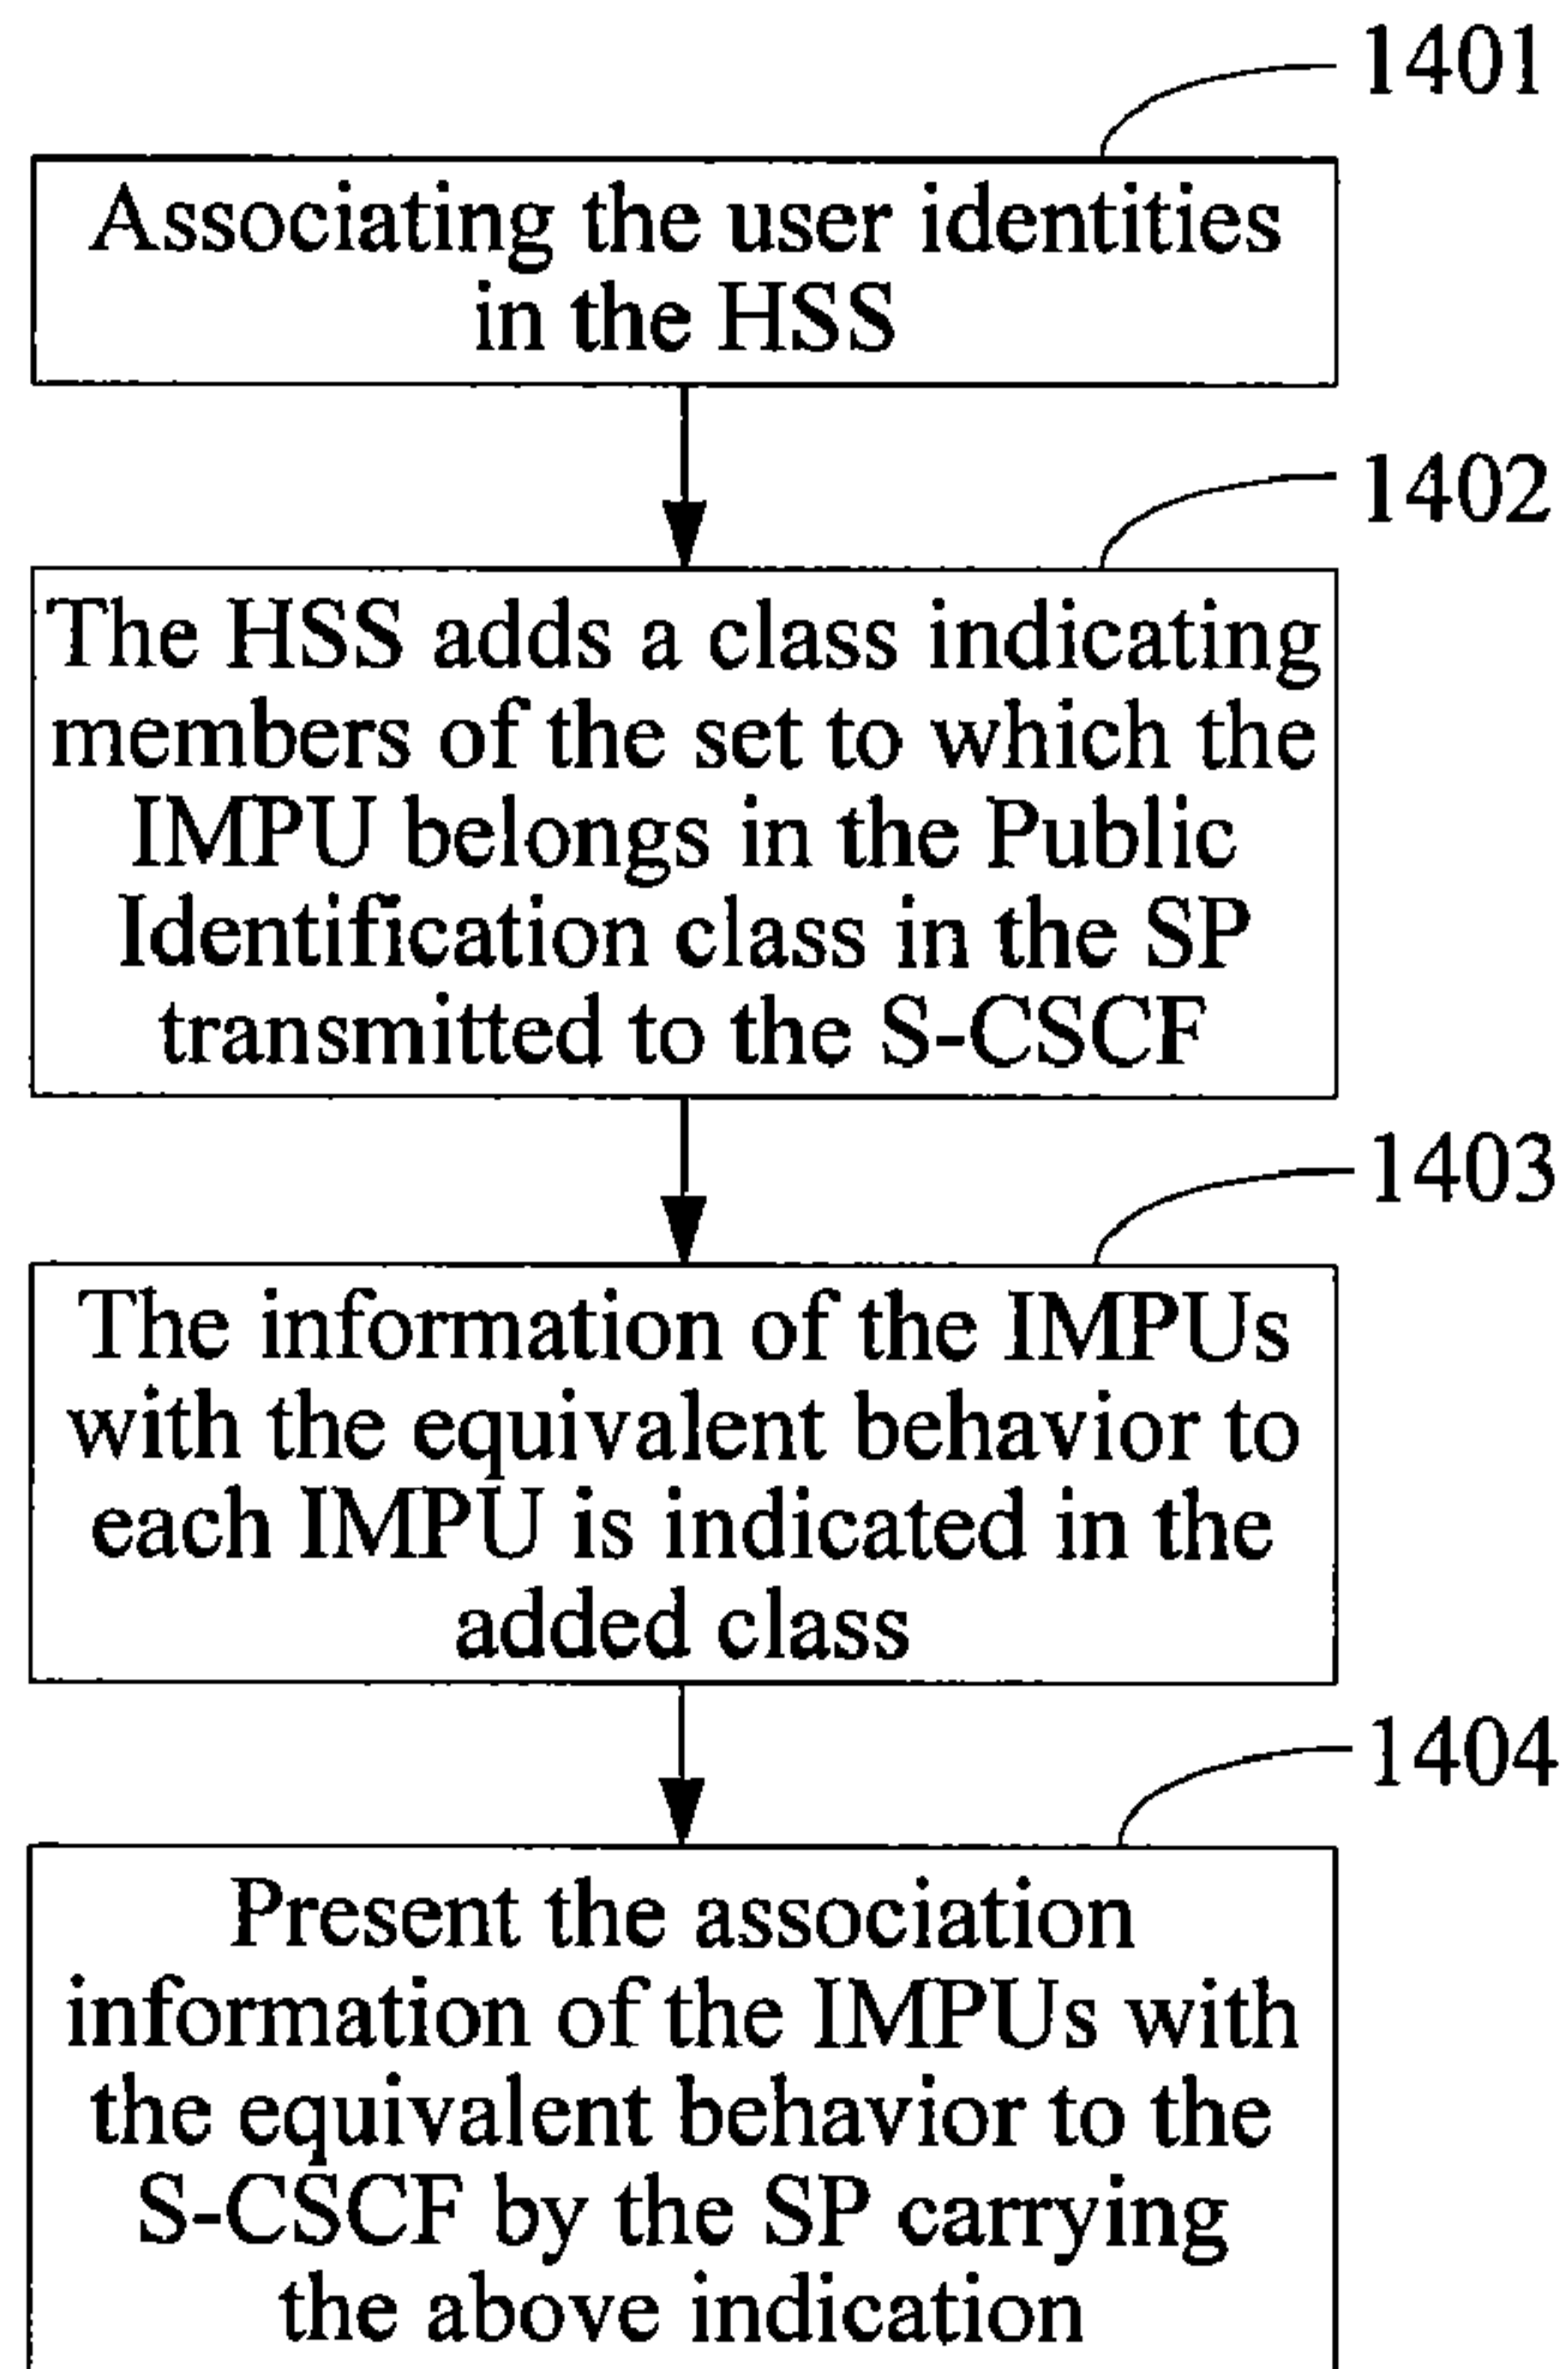 1401
Associating the user identities
in the HSS
1402
The HSS adds a class indicating
members of the set to which the
IMPU belongs in the Public
Identification class in the SP
transmitted to the S-CSCF
1403
The information of the IMPUs
with the equivalent behavior to
each IMPU is indicated in the
added class
1404
Present the association
information of the IMPUs with
the equivalent behavior to the
S-CSCF by the SP carrying
the above indication